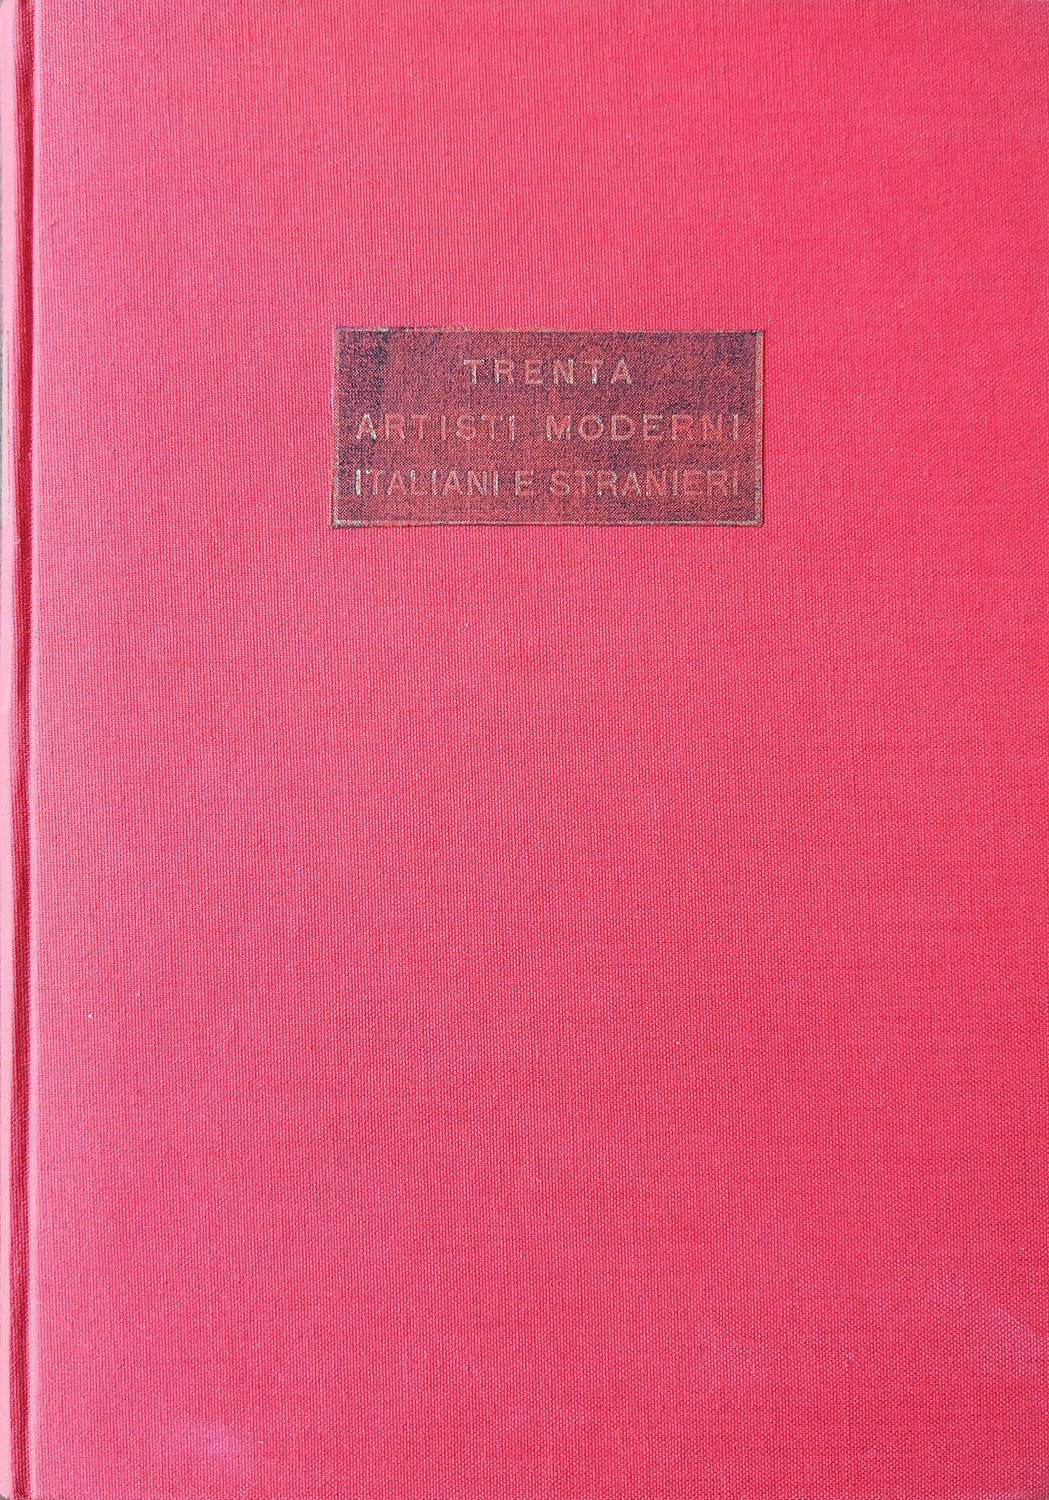 TRENTA
ARTISTI MODERNI
ITALIANI E STRANIERI